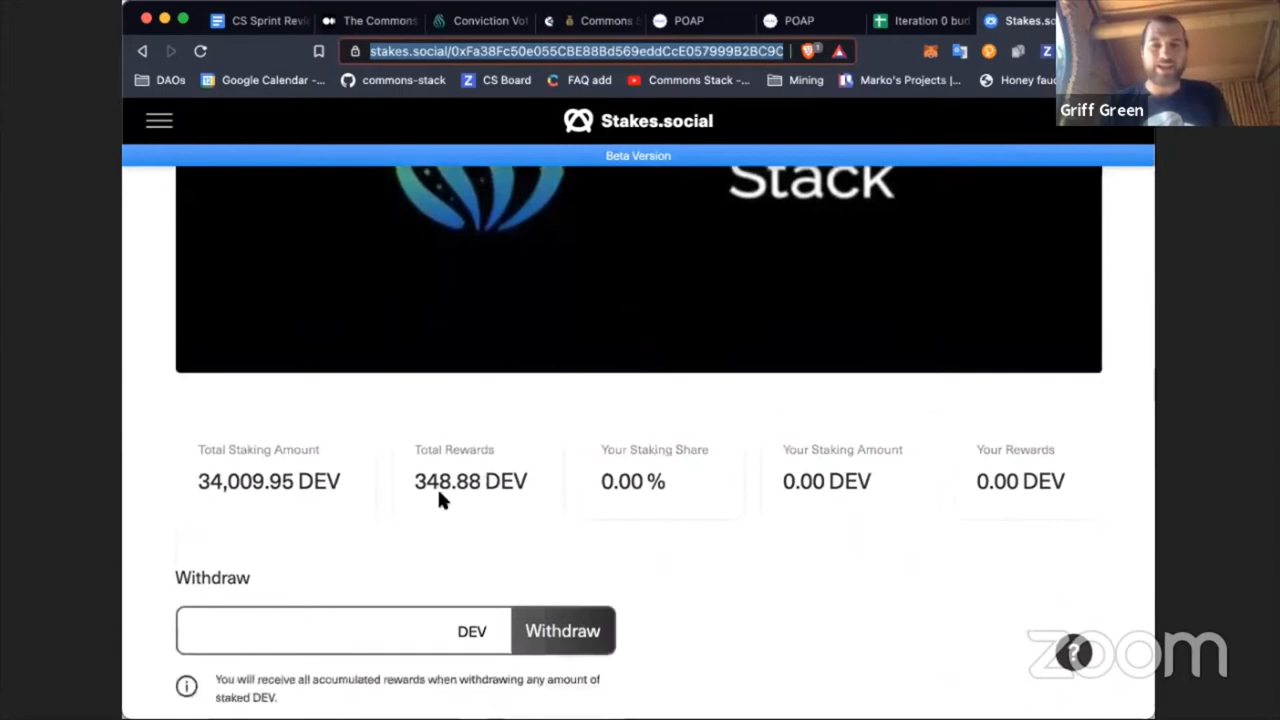 CS Sprint Revi
The Commons
Conviction Vot
Commons S
POAP
POAP
Iteration 0 bud
Stakes.so
stakes.social/0xFa38Fc50e055CBE88Bd569eddCcE057999B2BC9C
1
Z
DAOs
Google Calendar -...
commons-stack
Z CS Board
FAQ add
Commons Stack -...
Mining
Marko's Projects |...
Honey fauc
Griff Green
Stakes.social
Beta Version
Stack
Total Staking Amount
34,009.95 DEV
Total Rewards
348.88 DEV
Your Staking Share
0.00 %
Your Staking Amount
0.00 DEV
Your Rewards
0.00 DEV
Withdraw
DEV
Withdraw
You will receive all accumulated rewards when withdrawing any amount of
staked DEV.
?
zoom